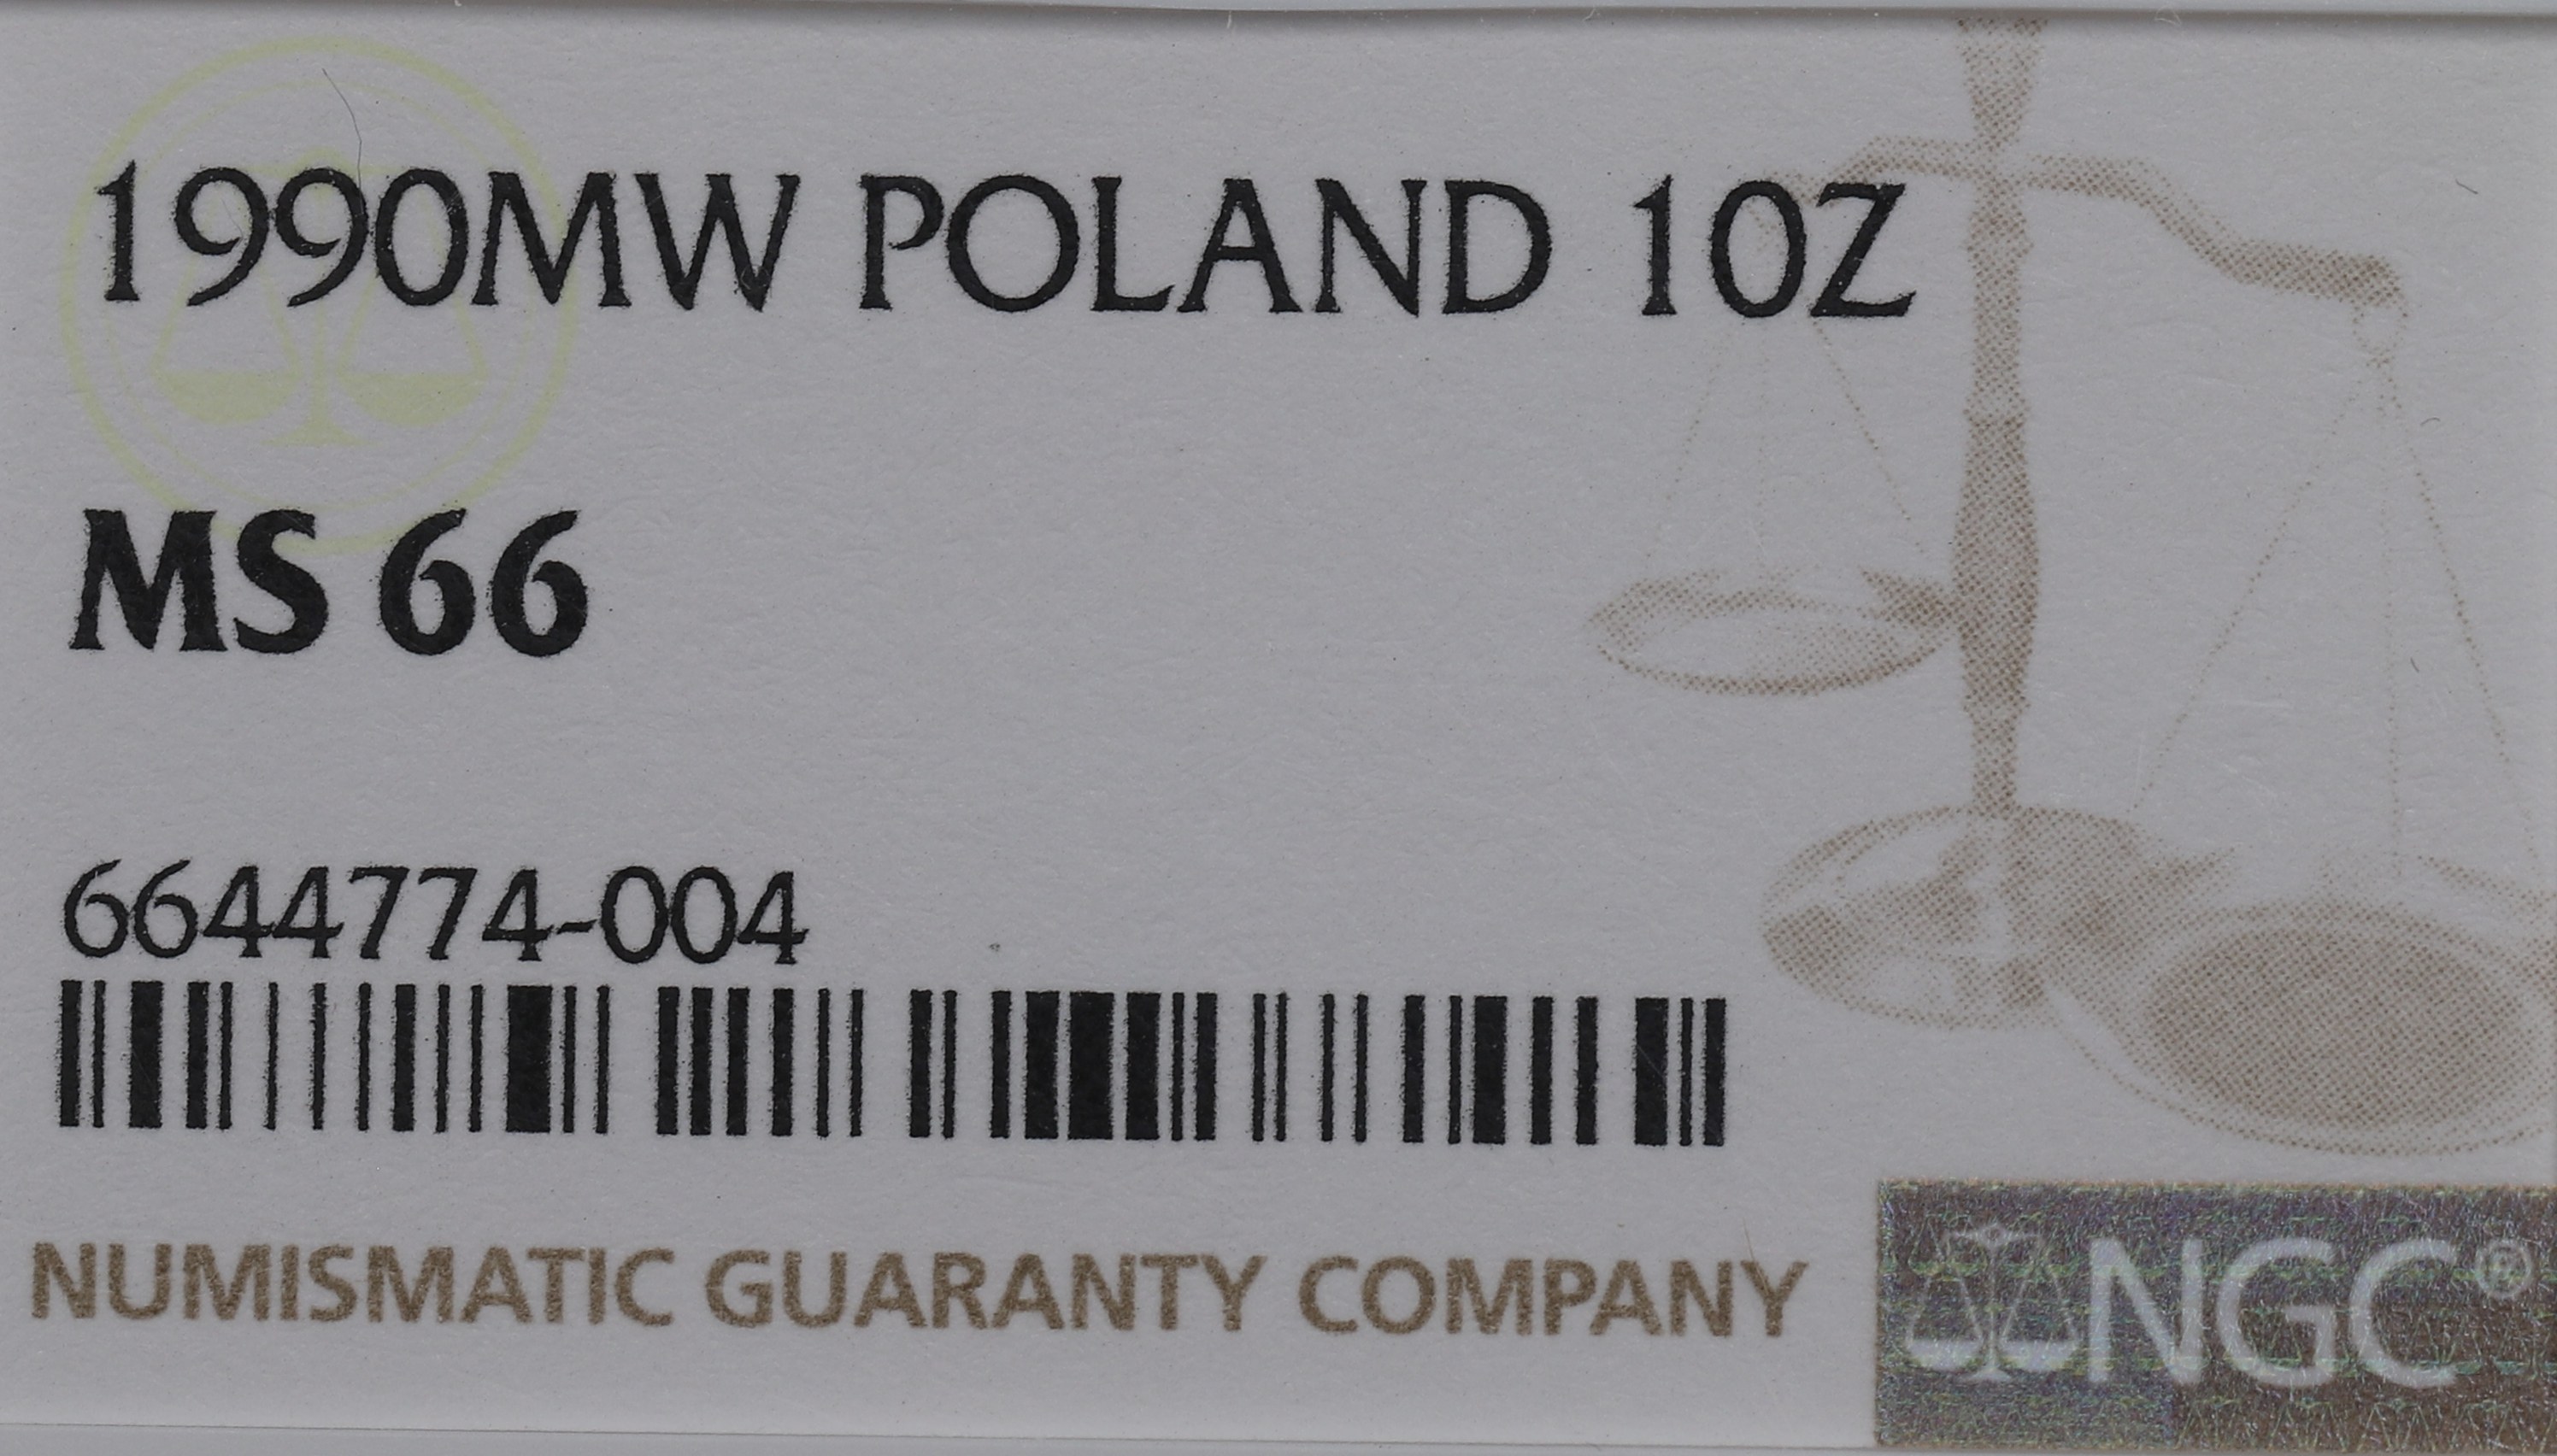 1990MW POLAND 10Z
MS 66
6644774-004
NUMISMATIC GUARANTY COMPANY
NGC®